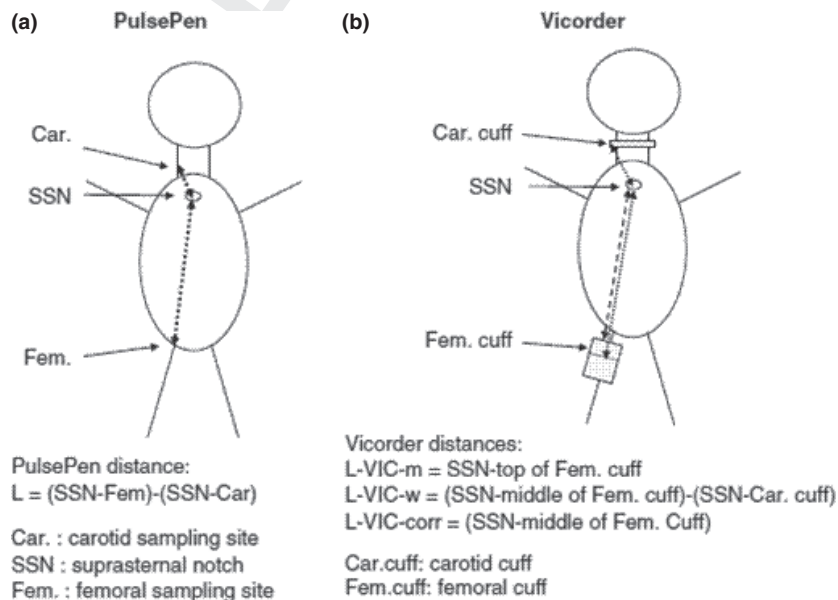 (a) PulsePen
Car.
SSN
Fem.
PulsePen distance:
L = (SSN-Fem)-(SSN-Car)
Car. : carotid sampling site
SSN : suprasternal notch
Fem. : femoral sampling site
(b) Vicorder
Car. cuff
SSN
Fem. cuff
Vicorder distances:
L-VIC-m = SSN-top of Fem. cuff
L-VIC-w = (SSN-middle of Fem. cuff)-(SSN-Car. cuff)
L-VIC-corr = (SSN-middle of Fem. Cuff)
Car.cuff: carotid cuff
Fem.cuff: femoral cuff